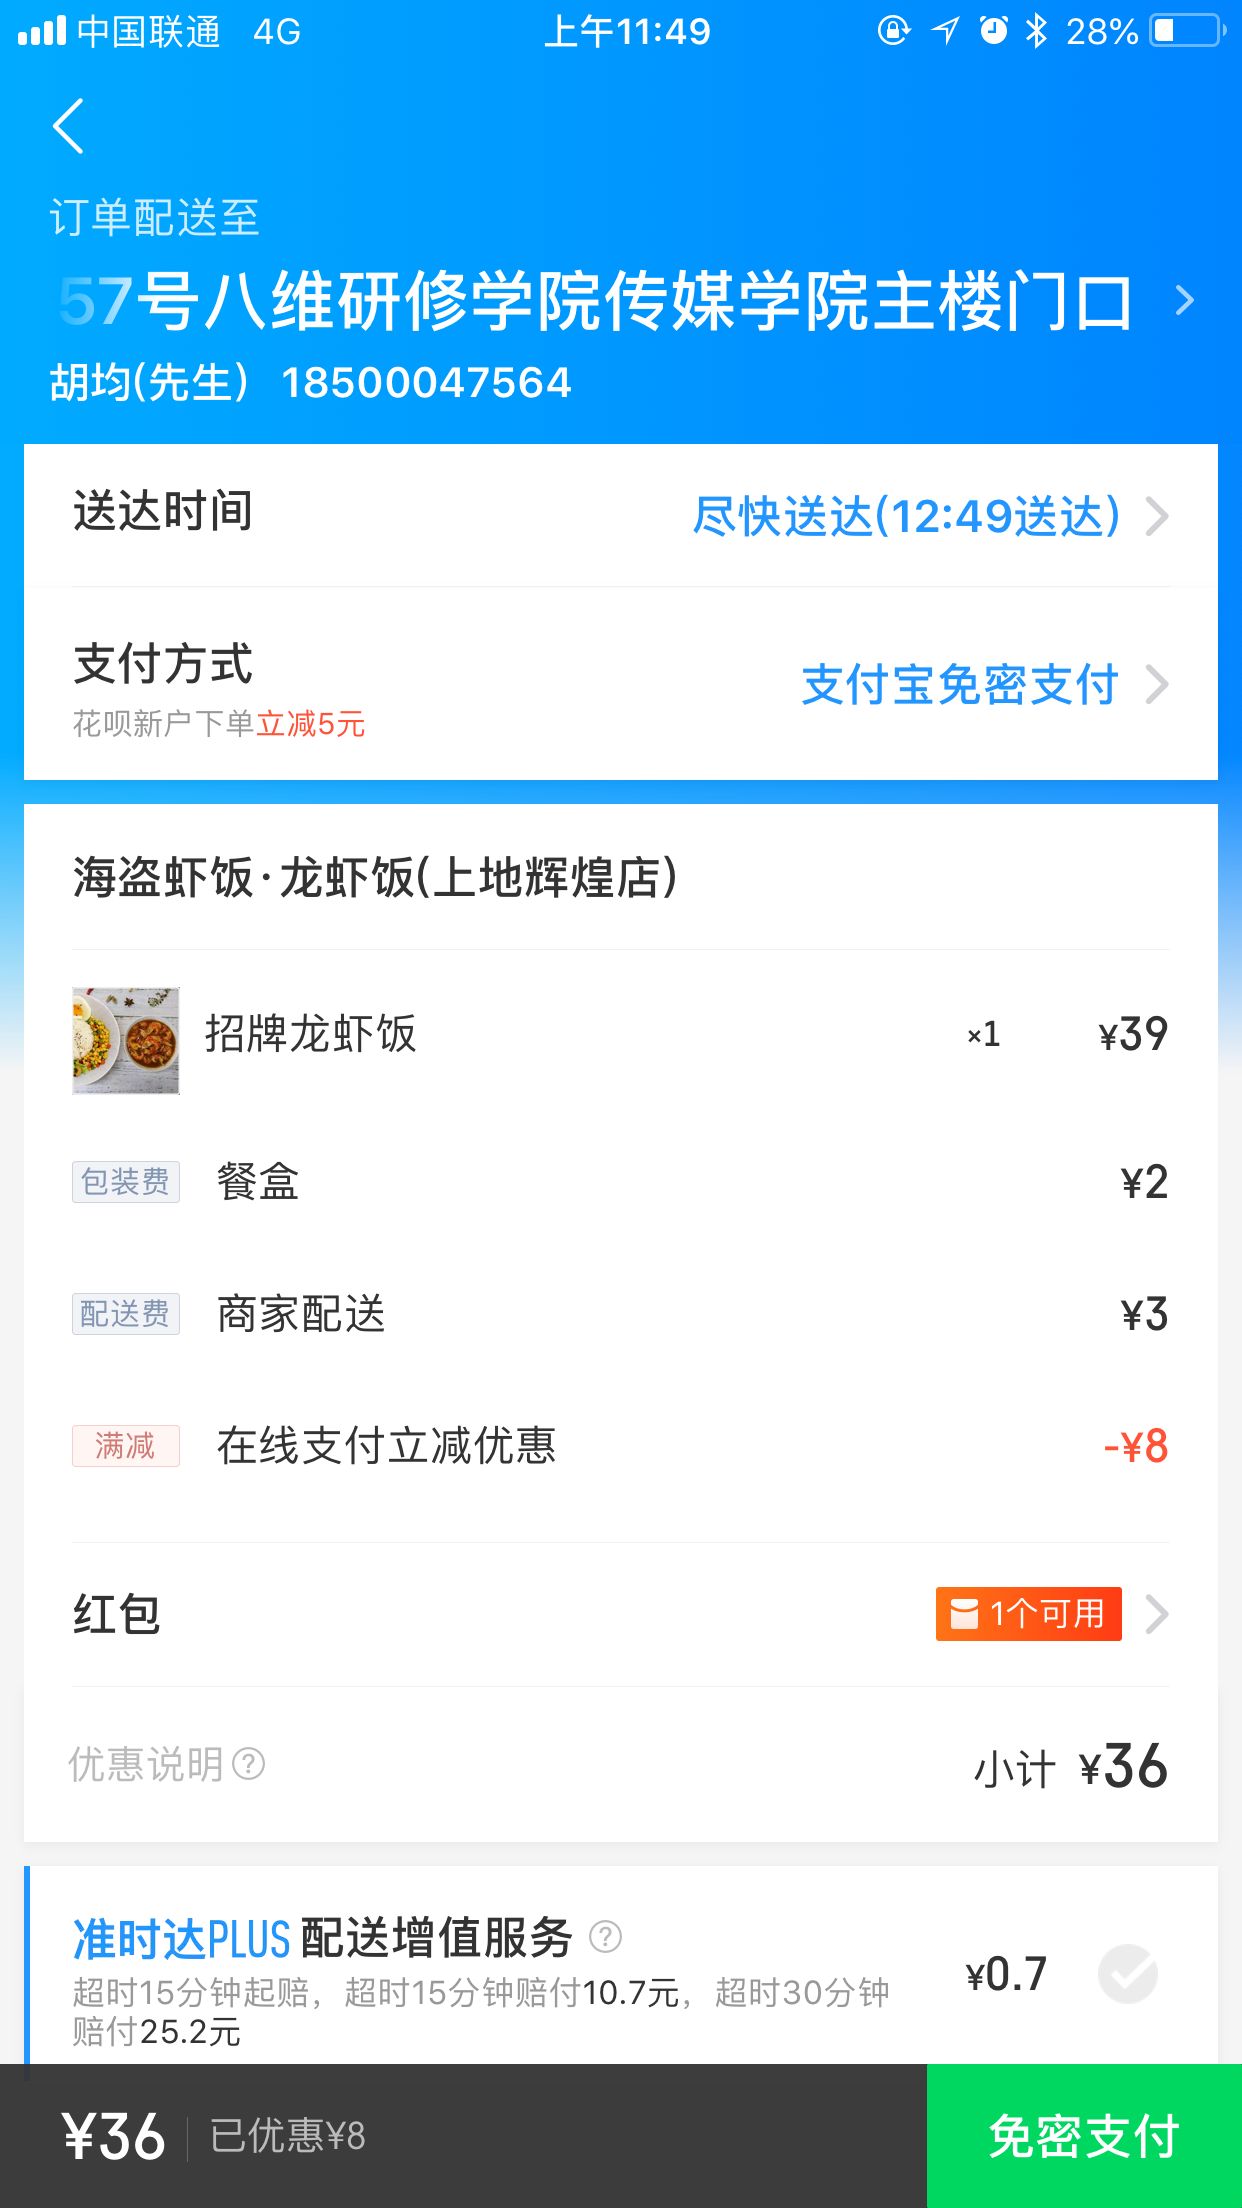 中国联通 4G 上午11:49 28%
订单配送至
57号八维研修学院传媒学院主楼门口
胡均(先生) 18500047564
送达时间 尽快送达(12:49送达)
支付方式 支付宝免密支付
花呗新户下单立减5元
海盗虾饭·龙虾饭(上地辉煌店)
招牌龙虾饭 ×1 ¥39
包装费 餐盒 ¥2
配送费 商家配送 ¥3
满减 在线支付立减优惠 -¥8
红包 1个可用
优惠说明? 小计 ¥36
准时达PLUS 配送增值服务 ?
¥0.7
超时15分钟起赔，超时15分钟赔付10.7元，超时30分钟
赔付25.2元
¥36 已优惠¥8 免密支付